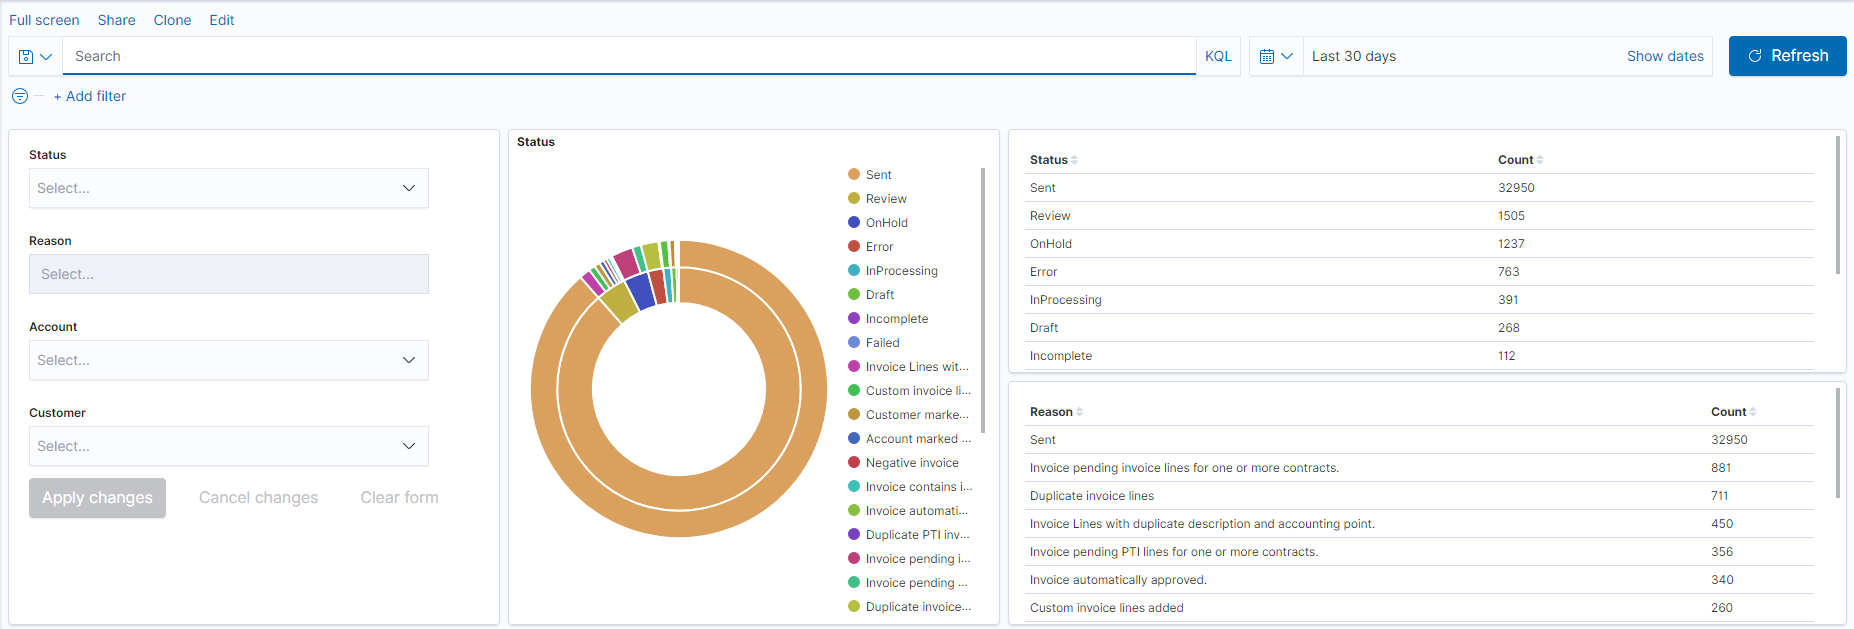 Full screen Share Clone Edit
Search KQL Last 30 days Show dates Refresh
+ Add filter
Status
Select...
Reason
Select...
Account
Select...
Customer
Select...
Apply changes Cancel changes Clear form
Status
Sent
Review
OnHold
Error
InProcessing
Draft
Incomplete
Failed
Invoice Lines wit...
Custom invoice li...
Customer marke...
Account marked ...
Negative invoice
Invoice contains i...
Invoice automati...
Duplicate PTI inv...
Invoice pending i...
Invoice pending ...
Duplicate invoice...
Status Count
Sent 32950
Review 1505
OnHold 1237
Error 763
InProcessing 391
Draft 268
Incomplete 112
Reason Count
Sent 32950
Invoice pending invoice lines for one or more contracts. 881
Duplicate invoice lines 711
Invoice Lines with duplicate description and accounting point. 450
Invoice pending PTI lines for one or more contracts. 356
Invoice automatically approved. 340
Custom invoice lines added 260